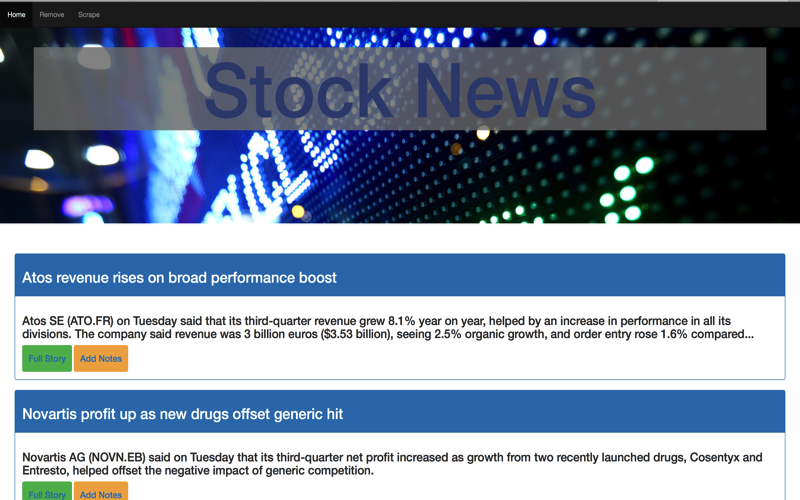 Home Remove Scrape
Stock News
Atos revenue rises on broad performance boost
Atos SE (ATO.FR) on Tuesday said that its third-quarter revenue grew 8.1% year on year, helped by an increase in performance in all its
divisions. The company said revenue was 3 billion euros ($3.53 billion), seeing 2.5% organic growth, and order entry rose 1.6% compared...
Full Story Add Notes
Novartis profit up as new drugs offset generic hit
Novartis AG (NOVN.EB) said on Tuesday that its third-quarter net profit increased as growth from two recently launched drugs, Cosentyx and
Entresto, helped offset the negative impact of generic competition.
Full Story Add Notes